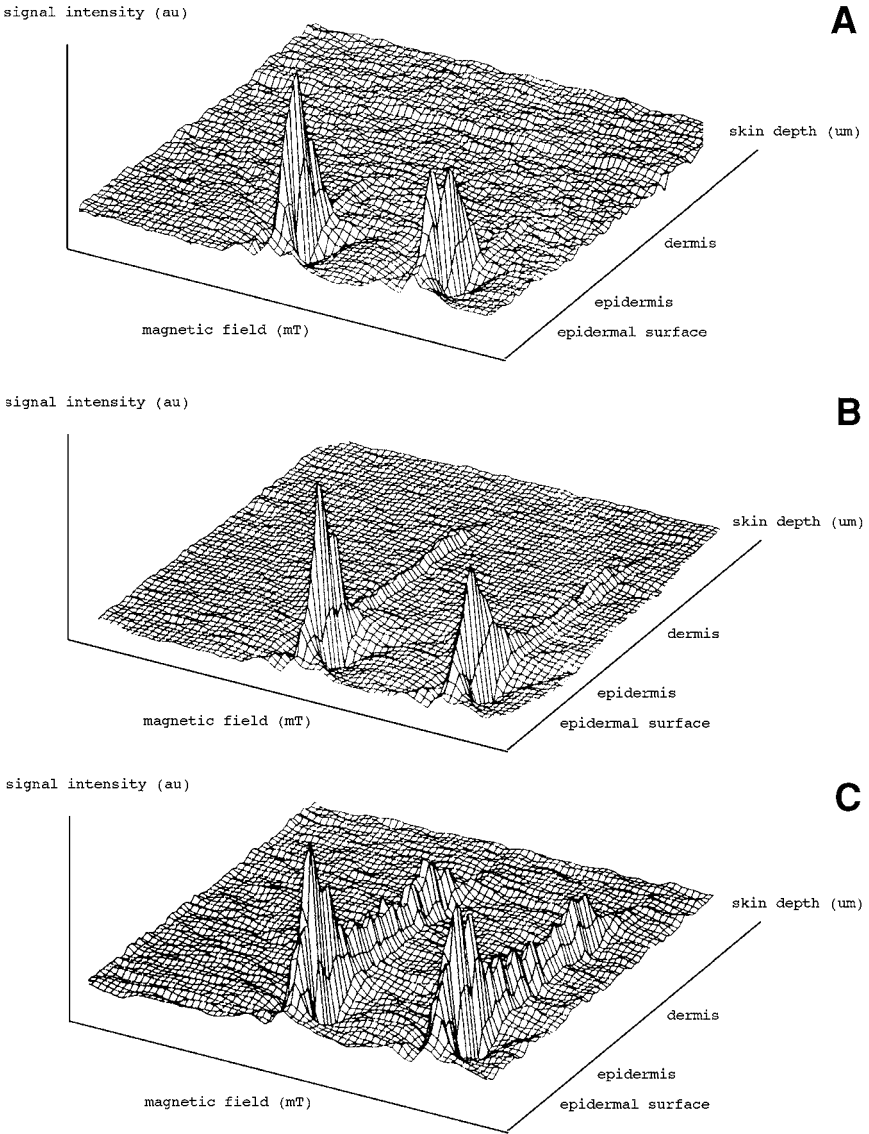 signal intensity (au)
A
skin depth (um)
dermis
epidermis
magnetic field (mT)
epidermal surface
signal intensity (au)
B
skin depth (um)
dermis
epidermis
magnetic field (mT)
epidermal surface
signal intensity (au)
C
skin depth (um)
dermis
epidermis
magnetic field (mT)
epidermal surface